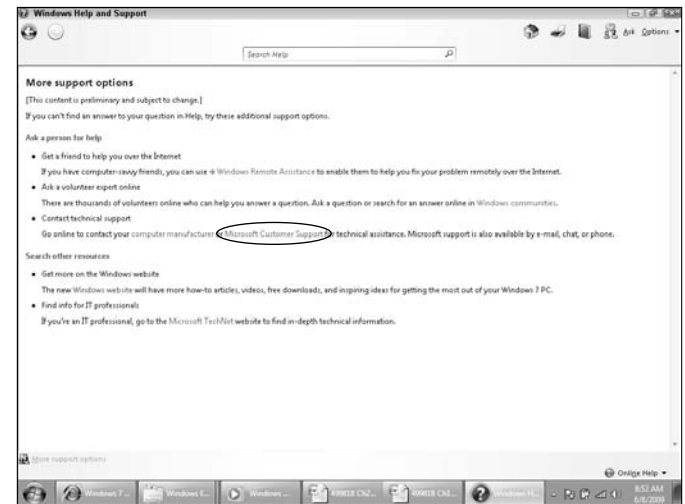 Windows Help and Support
Ask Options
Search Help
More support options
[This content is preliminary and subject to change.]
If you can't find an answer to your question in Help, try these additional support options.
Ask a person for help
Get a friend to help you over the Internet
If you have computer-savvy friends, you can use Windows Remote Assistance to enable them to help you fix your problem remotely over the Internet.
Ask a volunteer expert online
There are thousands of volunteers online who can help you answer a question. Ask a question or search for an answer online in Windows communities.
Contact technical support
Go online to contact your computer manufacturer or Microsoft Customer Support for technical assistance. Microsoft support is also available by e-mail, chat, or phone.
Search other resources
Get more on the Windows website
The new Windows website will have more how-to articles, videos, free downloads, and inspiring ideas for getting the most out of your Windows 7 PC.
Find info for IT professionals
If you're an IT professional, go to the Microsoft TechNet website to find in-depth technical information.
More support options
Online Help
Windows 7 ... Windows E... Windows ... 499818 Ch2... 499818 Ch2... Windows H... 8:52 AM
6/8/2009